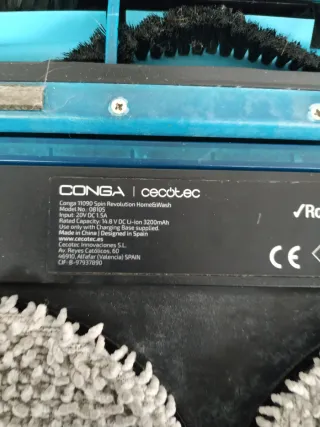 CONGA | cecotec
Conga 11090 Spin Revolution Home&Wash
Model No. 08105
Input: 20V DC 1.5A
Rated Capacity: 14.8 V DC Li-ion 3200mAh
Use only with Charging Base supplied.
Made in China | Designed in Spain
www.cecotec.es
Cecotec Innovaciones S.L.
Av. Reyes Católicos, 60
46910, Alfafar (Valencia) SPAIN
CIF: B-97937890
√Ro
CE